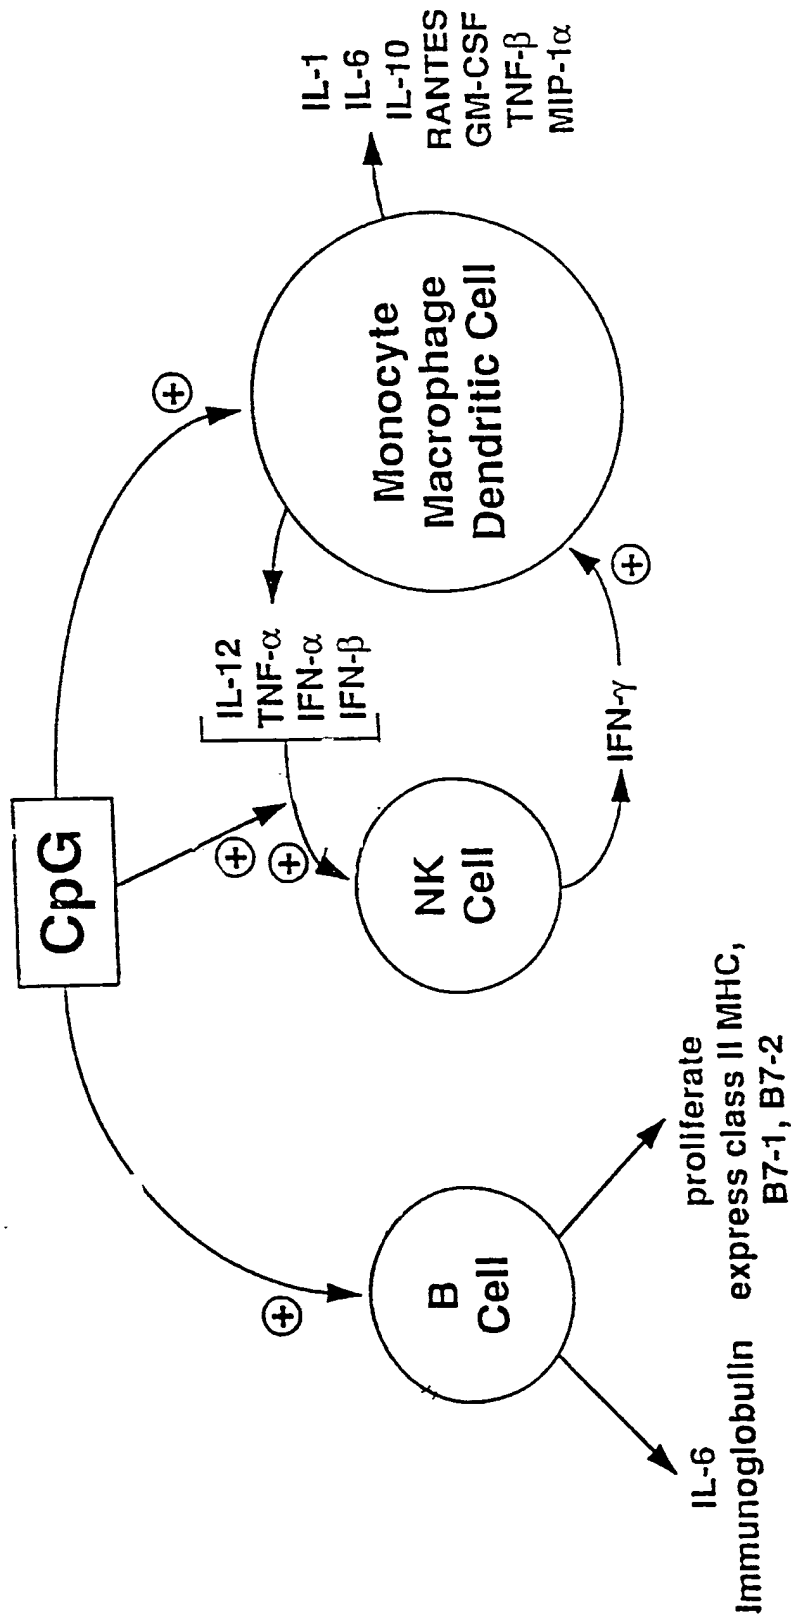 CpG
+
+
+
+
+
IL-12
TNF-α
IFN-α
IFN-β
B
Cell
NK
Cell
Monocyte
Macrophage
Dendritic Cell
IL-1
IL-6
IL-10
RANTES
GM-CSF
TNF-β
MIP-1α
IFN-γ
IL-6
Immunoglobulin
proliferate
express class II MHC,
B7-1, B7-2